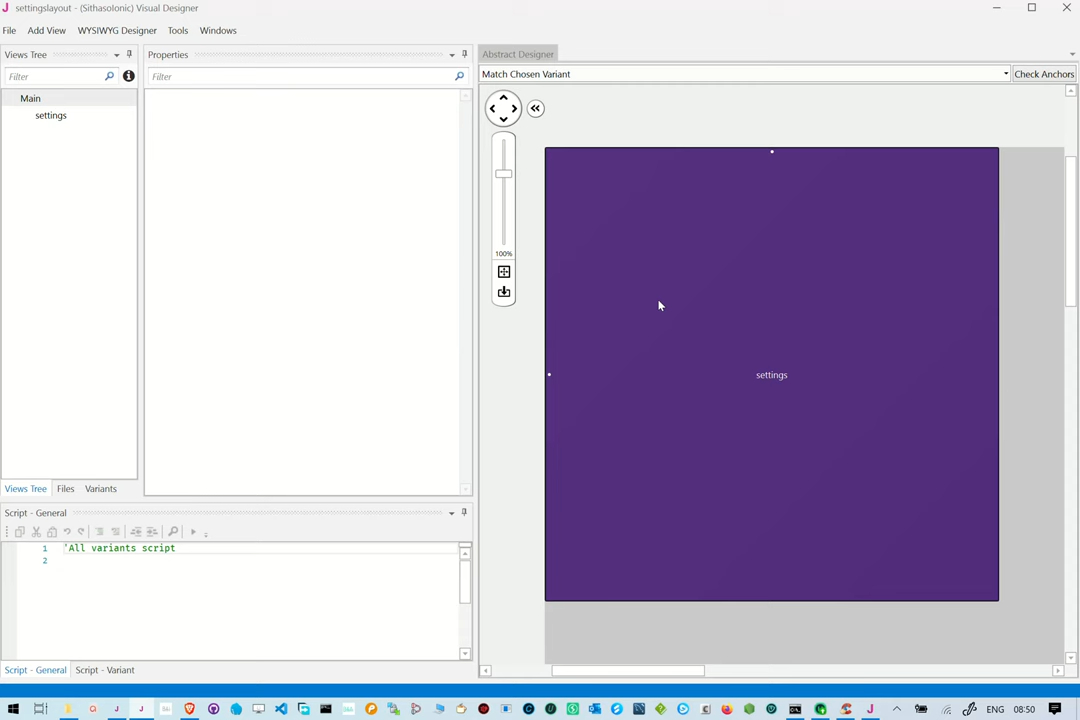 settingslayout - (SithasoIonic) Visual Designer
File Add View WYSIWYG Designer Tools Windows
Views Tree
Filter
Main
settings
Views Tree Files Variants
Properties
Filter
Script - General
1 'All variants script
2
Script - General Script - Variant
Abstract Designer
Match Chosen Variant Check Anchors
100%
settings
ENG 08:50